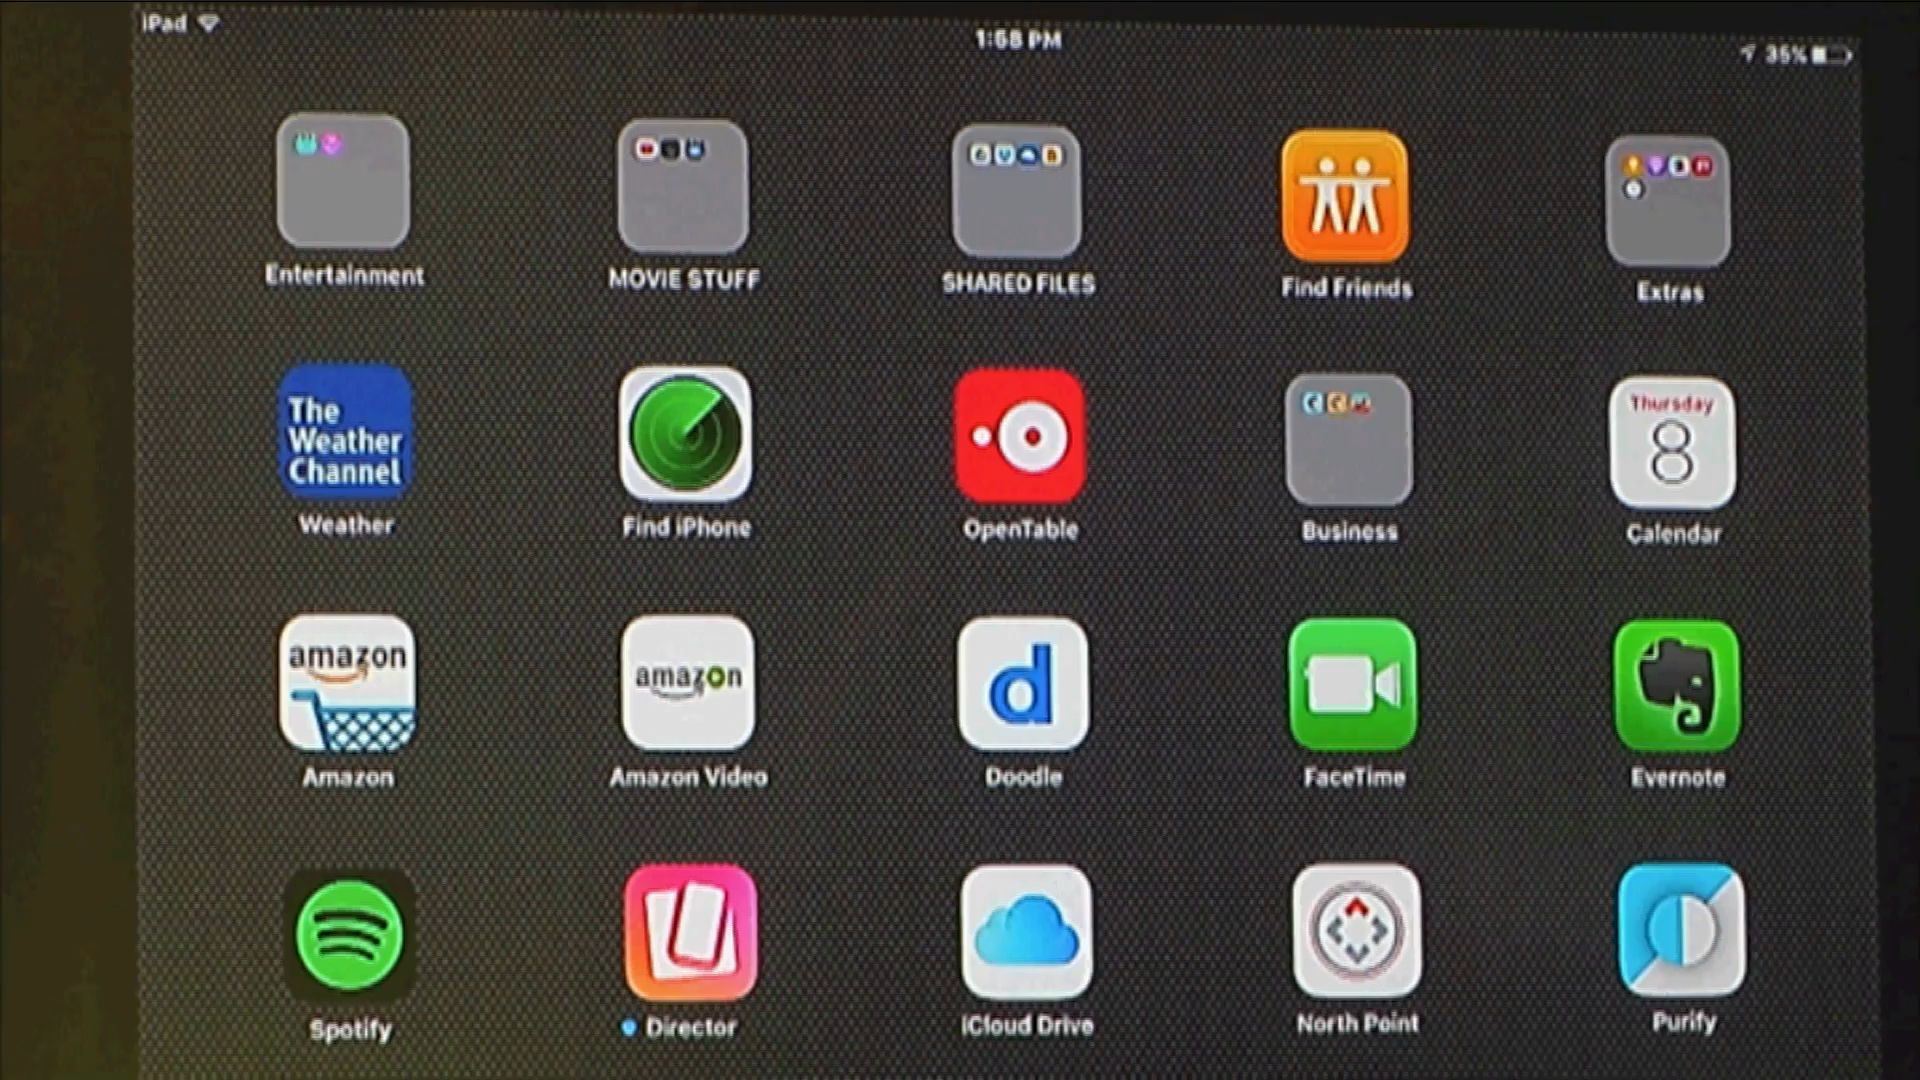 iPad
1:58 PM
35%
Entertainment
MOVIE STUFF
SHARED FILES
Find Friends
Extras
The
Weather
Channel
Weather
Find iPhone
OpenTable
Business
Thursday
8
Calendar
amazon
Amazon
amazon
Amazon Video
d
Doodle
FaceTime
Evernote
Spotify
Director
iCloud Drive
North Point
Purify